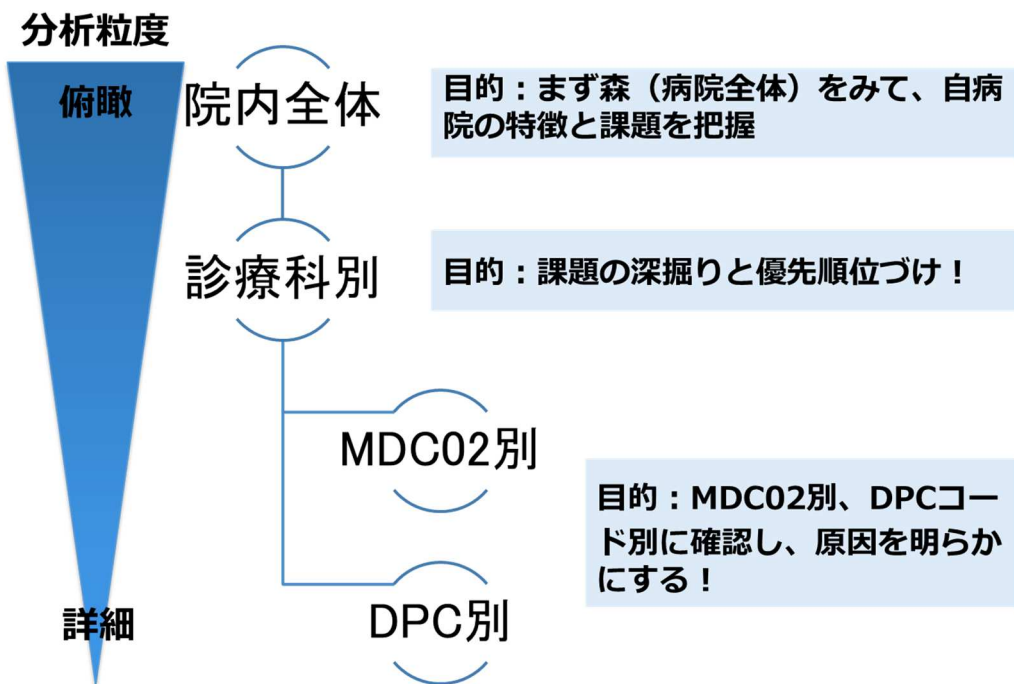 分析粒度
俯瞰
院内全体
目的：まず森（病院全体）をみて、自病
院の特徴と課題を把握
診療科別
目的：課題の深掘りと優先順位づけ！
MDC02別
目的：MDC02別、DPCコー
ド別に確認し、原因を明らか
にする！
詳細
DPC別